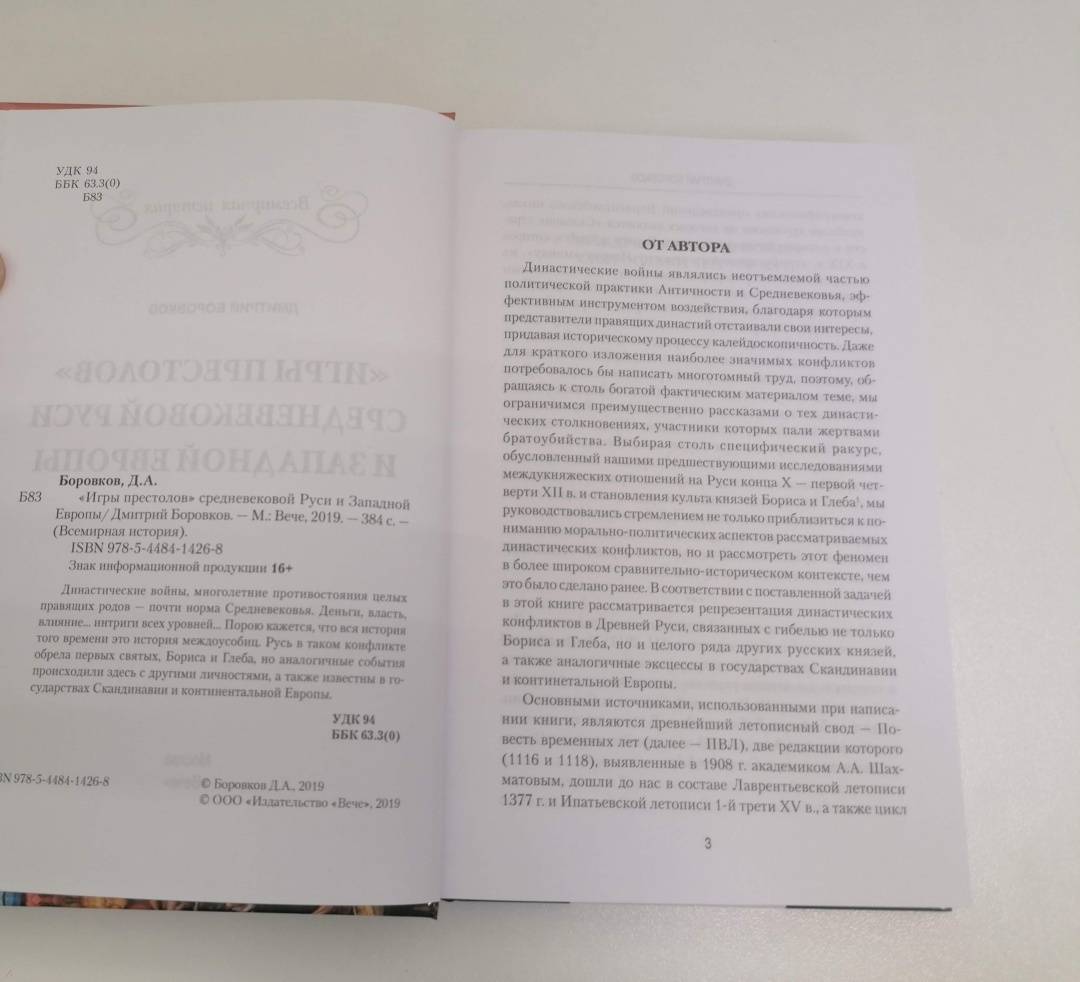 УДК 94
ББК 63.3(0)
Б83
Боровков, Д.А.
Б83 «Игры престолов» средневековой Руси и Западной
Европы/ Дмитрий Боровков. — М.: Вече, 2019. — 384 с. —
(Всемирная история).
ISBN 978-5-4484-1426-8
Знак информационной продукции 16+
Династические войны, многолетние противостояния целых
правящих родов – почти норма Средневековья. Деньги, власть,
влияние... интриги всех уровней... Порою кажется, что вся история
того времени это история междоусобиц. Русь в таком конфликте
обрела первых святых, Бориса и Глеба, но аналогичные события
происходили здесь с другими личностями, а также известны в го-
сударствах Скандинавии и континентальной Европы.
УДК 94
ББК 63.3(0)
BN 978-5-4484-1426-8
© Боровков Д.А., 2019
© ООО «Издательство «Вече», 2019
ОТ АВТОРА
Династические войны являлись неотъемлемой частью
политической практики Античности и Средневековья, эф-
фективным инструментом воздействия, благодаря которым
представители правящих династий отстаивали свои интересы,
придавая историческому процессу калейдоскопичность. Даже
для краткого изложения наиболее значимых конфликтов
потребовалось бы написать многотомный труд, поэтому, об-
ращаясь к столь богатой фактическим материалом теме, мы
ограничимся преимущественно рассказами о тех династи-
ческих столкновениях, участники которых пали жертвами
братоубийства. Выбирая столь специфический ракурс,
обусловленный нашими предшествующими исследованиями
междукняжеских отношений на Руси конца X — первой чет-
верти XII в. и становления культа князей Бориса и Глеба¹, мы
руководствовались стремлением не только приблизиться к по-
ниманию морально-политических аспектов рассматриваемых
династических конфликтов, но и рассмотреть этот феномен
в более широком сравнительно-историческом контексте, чем
это было сделано ранее. В соответствии с поставленной задачей
в этой книге рассматривается репрезентация династических
конфликтов в Древней Руси, связанных с гибелью не только
Бориса и Глеба, но и целого ряда других русских князей,
а также аналогичные эксцессы в государствах Скандинавии
и континетальной Европы.
Основными источниками, использованными при написа-
нии книги, являются древнейший летописный свод — По-
весть временных лет (далее — ПВЛ), две редакции которого
(1116 и 1118), выявленные в 1908 г. академиком А.А. Шах-
матовым, дошли до нас в составе Лаврентьевской летописи
1377 г. и Ипатьевской летописи 1-й трети XV в., а также цикл
3